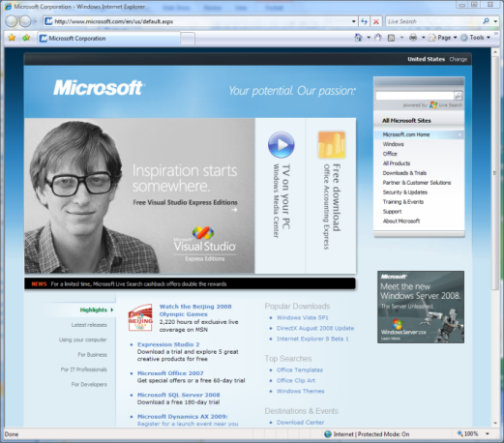 Microsoft Corporation - Windows Internet Explorer
http://www.microsoft.com/en/us/default.aspx
Live Search
Microsoft Corporation
Page
Tools
United States Change
Microsoft
Your potential. Our passion.
powered by Live Search
All Microsoft Sites
Microsoft.com Home
Windows
Office
All Products
Downloads & Trials
Partner & Customer Solutions
Security & Updates
Training & Events
Support
About Microsoft
Inspiration starts
somewhere.
Free Visual Studio Express Editions
Microsoft
Visual Studio
Express Editions
TV on your PC
Windows Media Center
Free download
Office Accounting Express
NEWS For a limited time, Microsoft Live Search cashback offers double the rewards
Microsoft
Meet the new
Windows Server 2008.
The Server Unleashed.
Windows Server 2008
Highlights
Latest releases
Using your computer
For Business
For IT Professionals
For Developers
BEIJING
Watch the Beijing 2008
Olympic Games
2,220 hours of exclusive live
coverage on MSN
Expression Studio 2
Download a trial and explore 5 great
creative products for free
Microsoft Office 2007
Get special offers or a free 60-day trial
Microsoft SQL Server 2008
Download a free 180-day trial
Microsoft Dynamics AX 2009:
Register for a launch event near you
Popular Downloads
Windows Vista SP1
DirectX August 2008 Update
Internet Explorer 8 Beta 1
Top Searches
Office Templates
Office Clip Art
Windows Themes
Destinations & Events
Download Center
Done
Internet | Protected Mode: On
100%